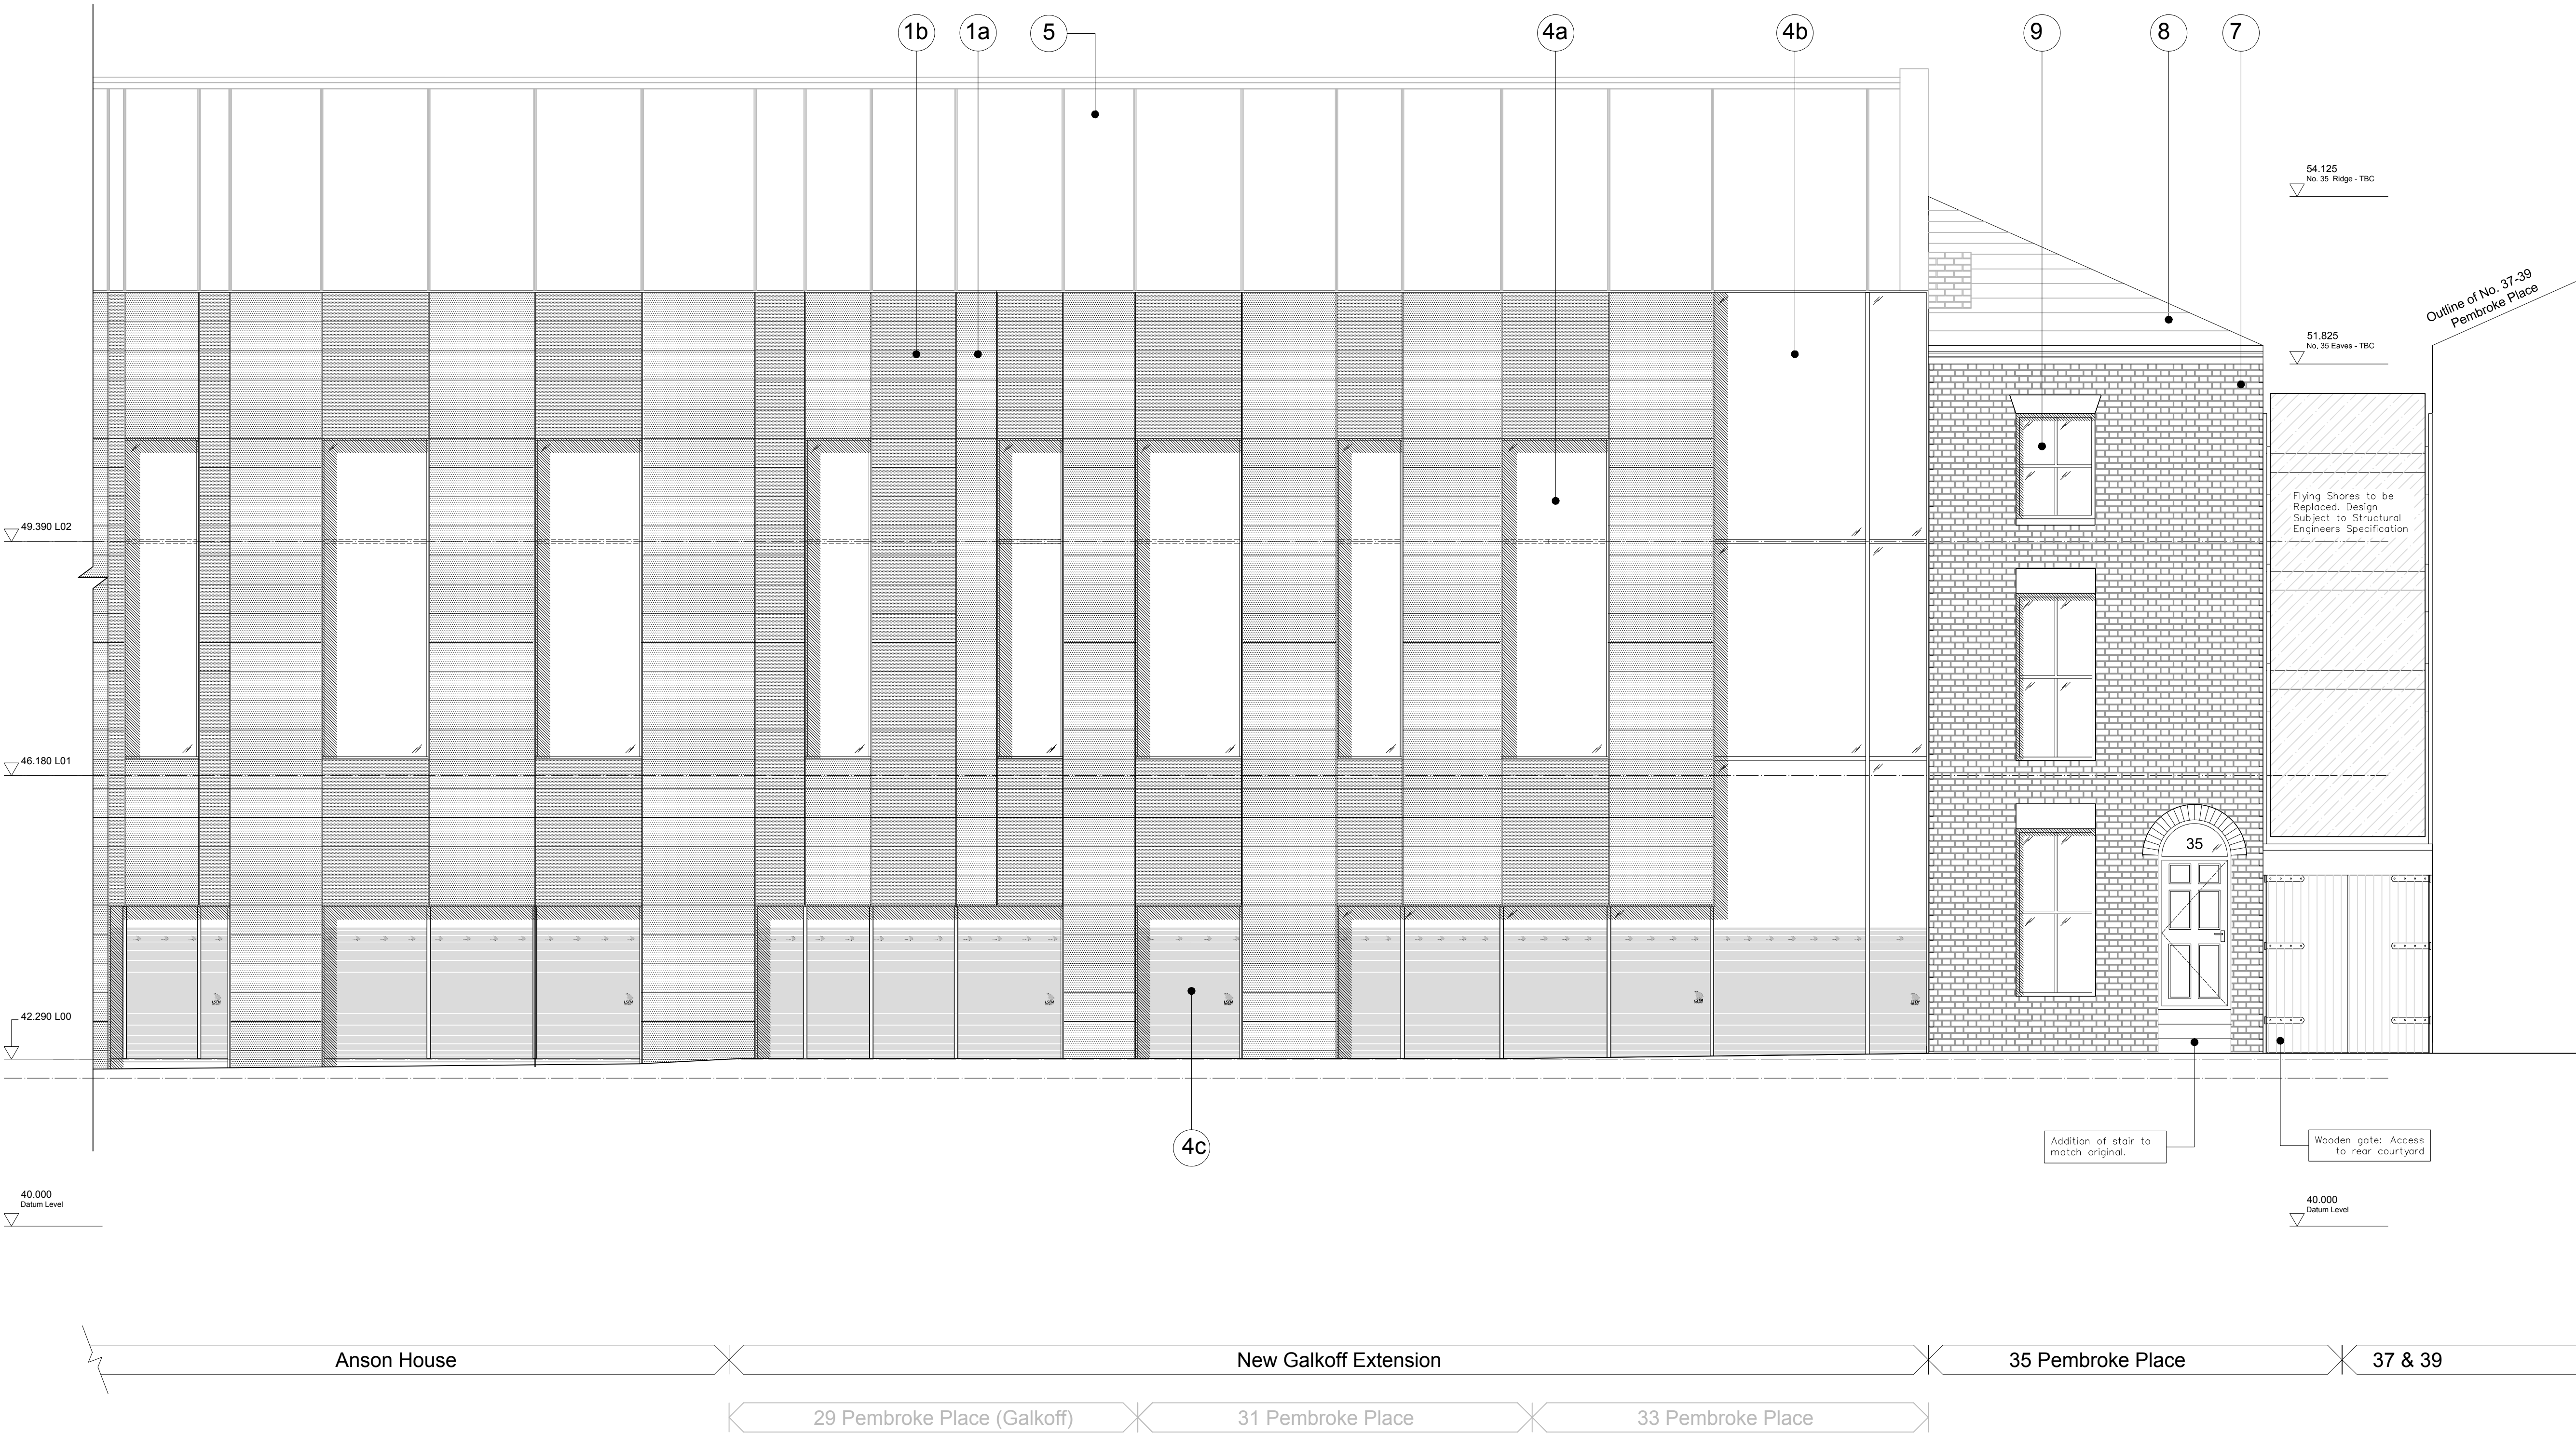 1b
1a
5
4a
4b
9
8
7
54.125
No. 35 Ridge - TBC
Outline of No. 37-39
Pembroke Place
51.825
No, 35 Eaves - TBC
Flying Shores to be
Replaced. Design
Subject to Structural
Engineers Specification
49.390 L02
46.180 L01
35
42.290 L00
4c
Addition of stair to
match original.
Wooden gate: Access
to rear courtyard
40.000
Datum Level
40.000
Datum Level
Anson House
New Galkoff Extension
35 Pembroke Place
37 & 39
29 Pembroke Place (Galkoff)
31 Pembroke Place
33 Pembroke Place